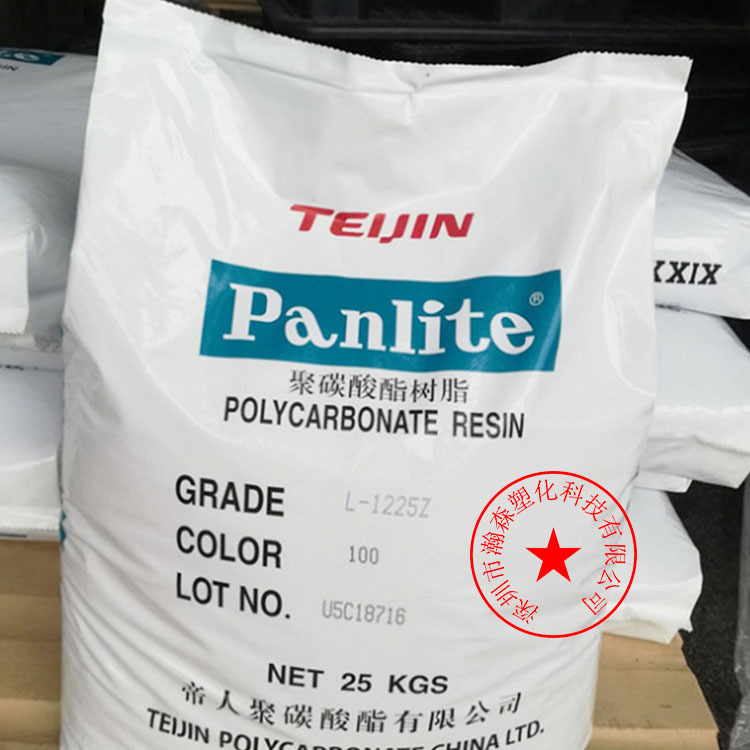 TEIJIN
Panlite®
聚碳酸酯树脂
POLYCARBONATE RESIN
GRADE L-1225Z
COLOR 100
LOT NO. U5C18716
NET 25 KGS
帝人聚碳酸酯有限公司
TEIJIN POLYCARBONATE CHINA LTD.
XXIX
深圳市瀚森塑化科技有限公司